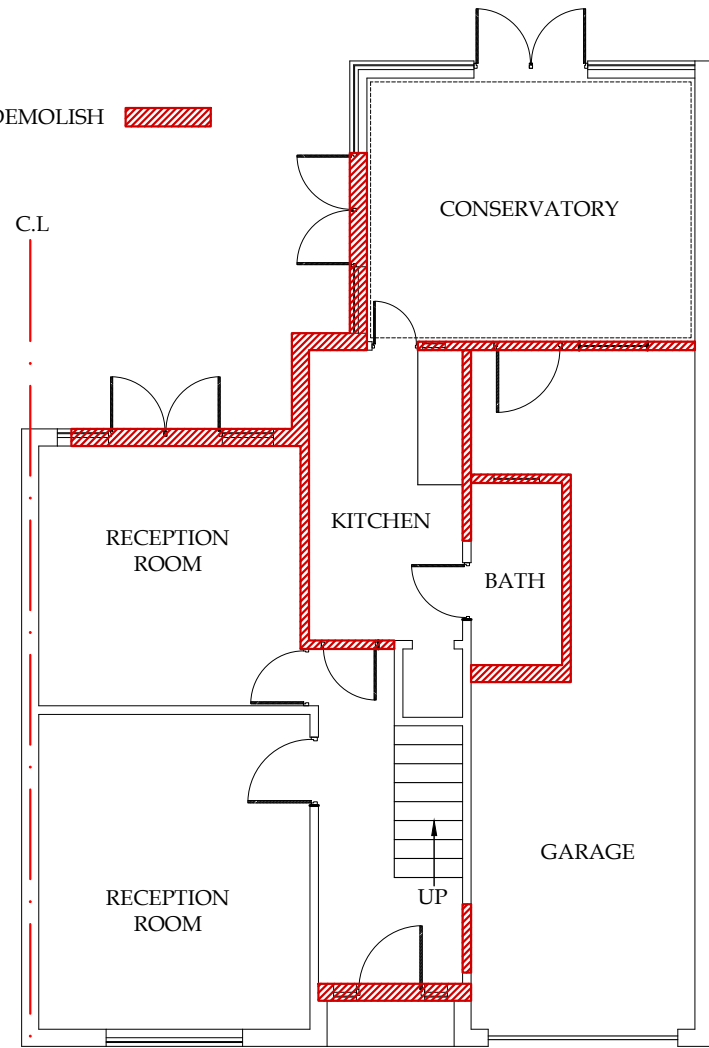 DEMOLISH
CONSERVATORY
C.L
KITCHEN
RECEPTION
ROOM
BATH
GARAGE
UP
RECEPTION
ROOM